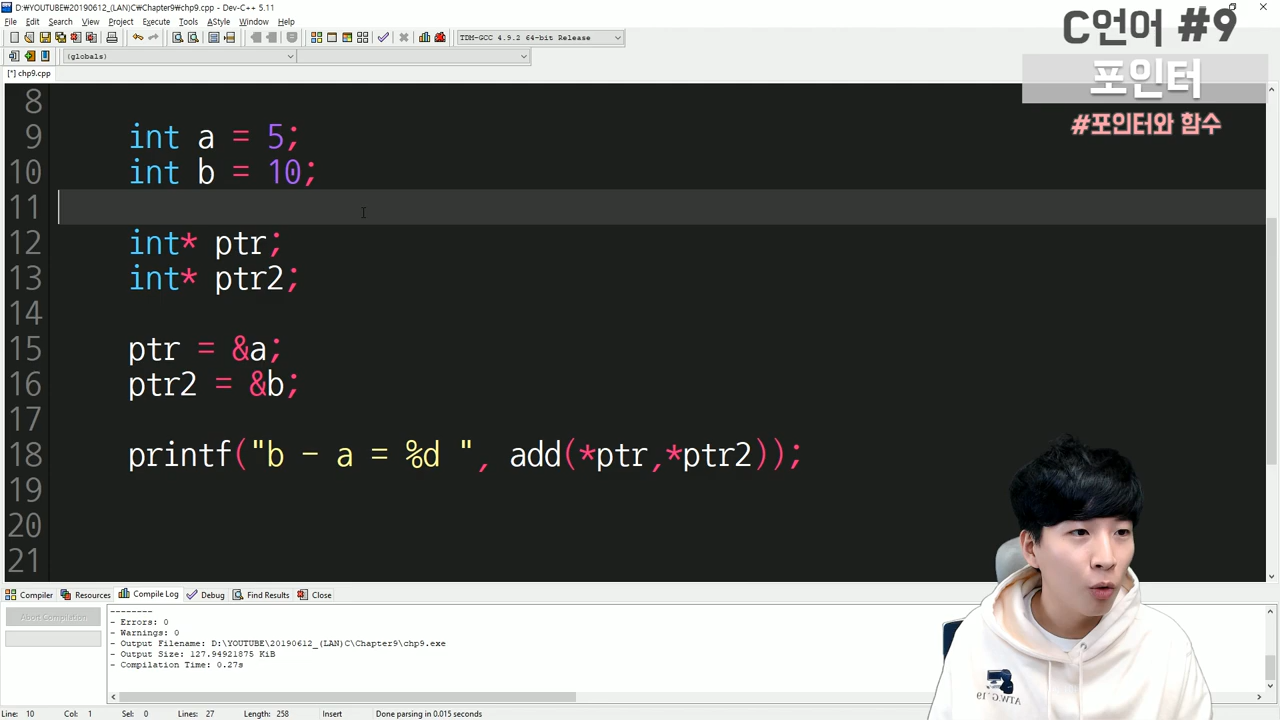 D:₩YOUTUBE₩20190612_(LAN)C₩Chapter9₩chp9.cpp - Dev-C++ 5.11
File Edit Search View Project Execute Tools AStyle Window Help
TDM-GCC 4.9.2 64-bit Release
(globals)
[*] chp9.cpp
C언어 #9
포인터
#포인터와 함수
8
9 int a = 5;
10 int b = 10;
11
12 int* ptr;
13 int* ptr2;
14
15 ptr = &a;
16 ptr2 = &b;
17
18 printf("b - a = %d ", add(*ptr,*ptr2));
19
20
21
Compiler Resources Compile Log Debug Find Results Close
Abort Compilation
--------
- Errors: 0
- Warnings: 0
- Output Filename: D:\YOUTUBE\20190612_(LAN)C\Chapter9\chp9.exe
- Output Size: 127.94921875 KiB
- Compilation Time: 0.27s
Line: 10 Col: 1 Sel: 0 Lines: 27 Length: 258 Insert Done parsing in 0.015 seconds